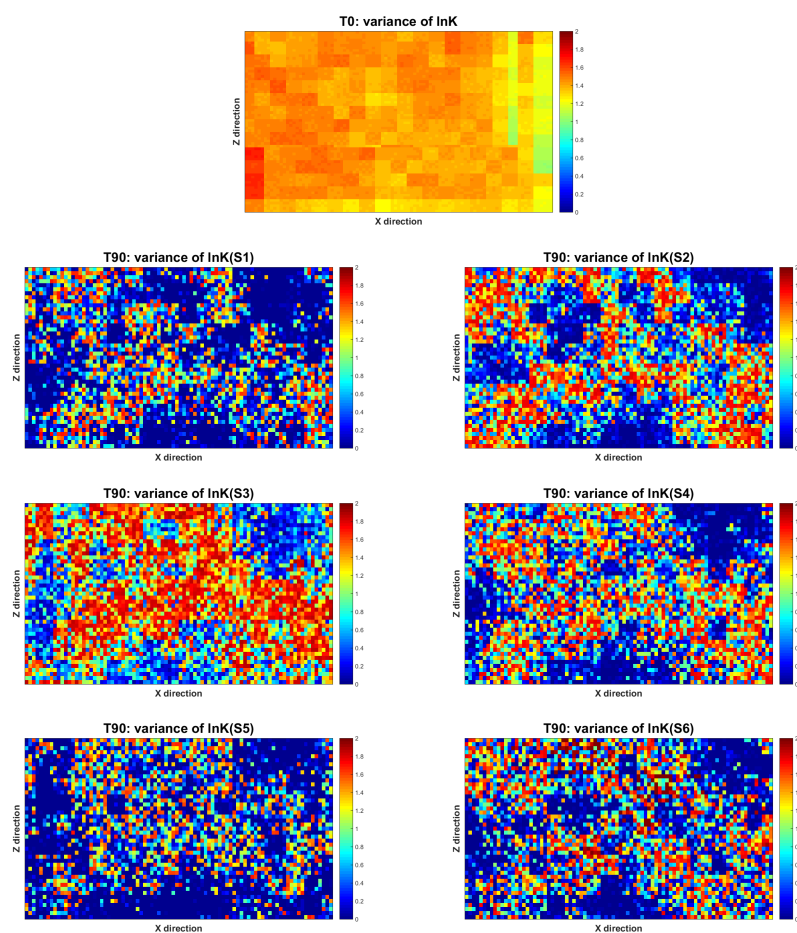 T0: variance of lnK
Z direction
2
1.8
1.6
1.4
1.2
1
0.8
0.6
0.4
0.2
0
X direction
T90: variance of lnK(S1)
Z direction
2
1.8
1.6
1.4
1.2
1
0.8
0.6
0.4
0.2
0
X direction
T90: variance of lnK(S2)
Z direction
X direction
T90: variance of lnK(S3)
Z direction
2
1.8
1.6
1.4
1.2
1
0.8
0.6
0.4
0.2
0
X direction
T90: variance of lnK(S4)
Z direction
X direction
T90: variance of lnK(S5)
Z direction
2
1.8
1.6
1.4
1.2
1
0.8
0.6
0.4
0.2
0
X direction
T90: variance of lnK(S6)
Z direction
X direction